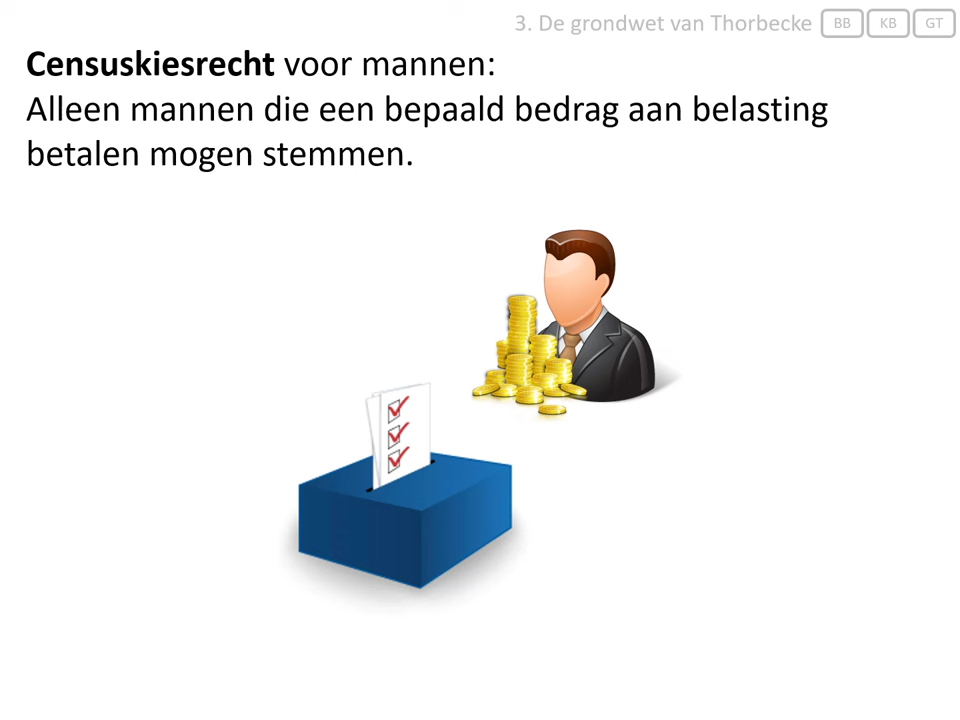 3. De grondwet van Thorbecke BB KB GT
Censuskiesrecht voor mannen:
Alleen mannen die een bepaald bedrag aan belasting
betalen mogen stemmen.